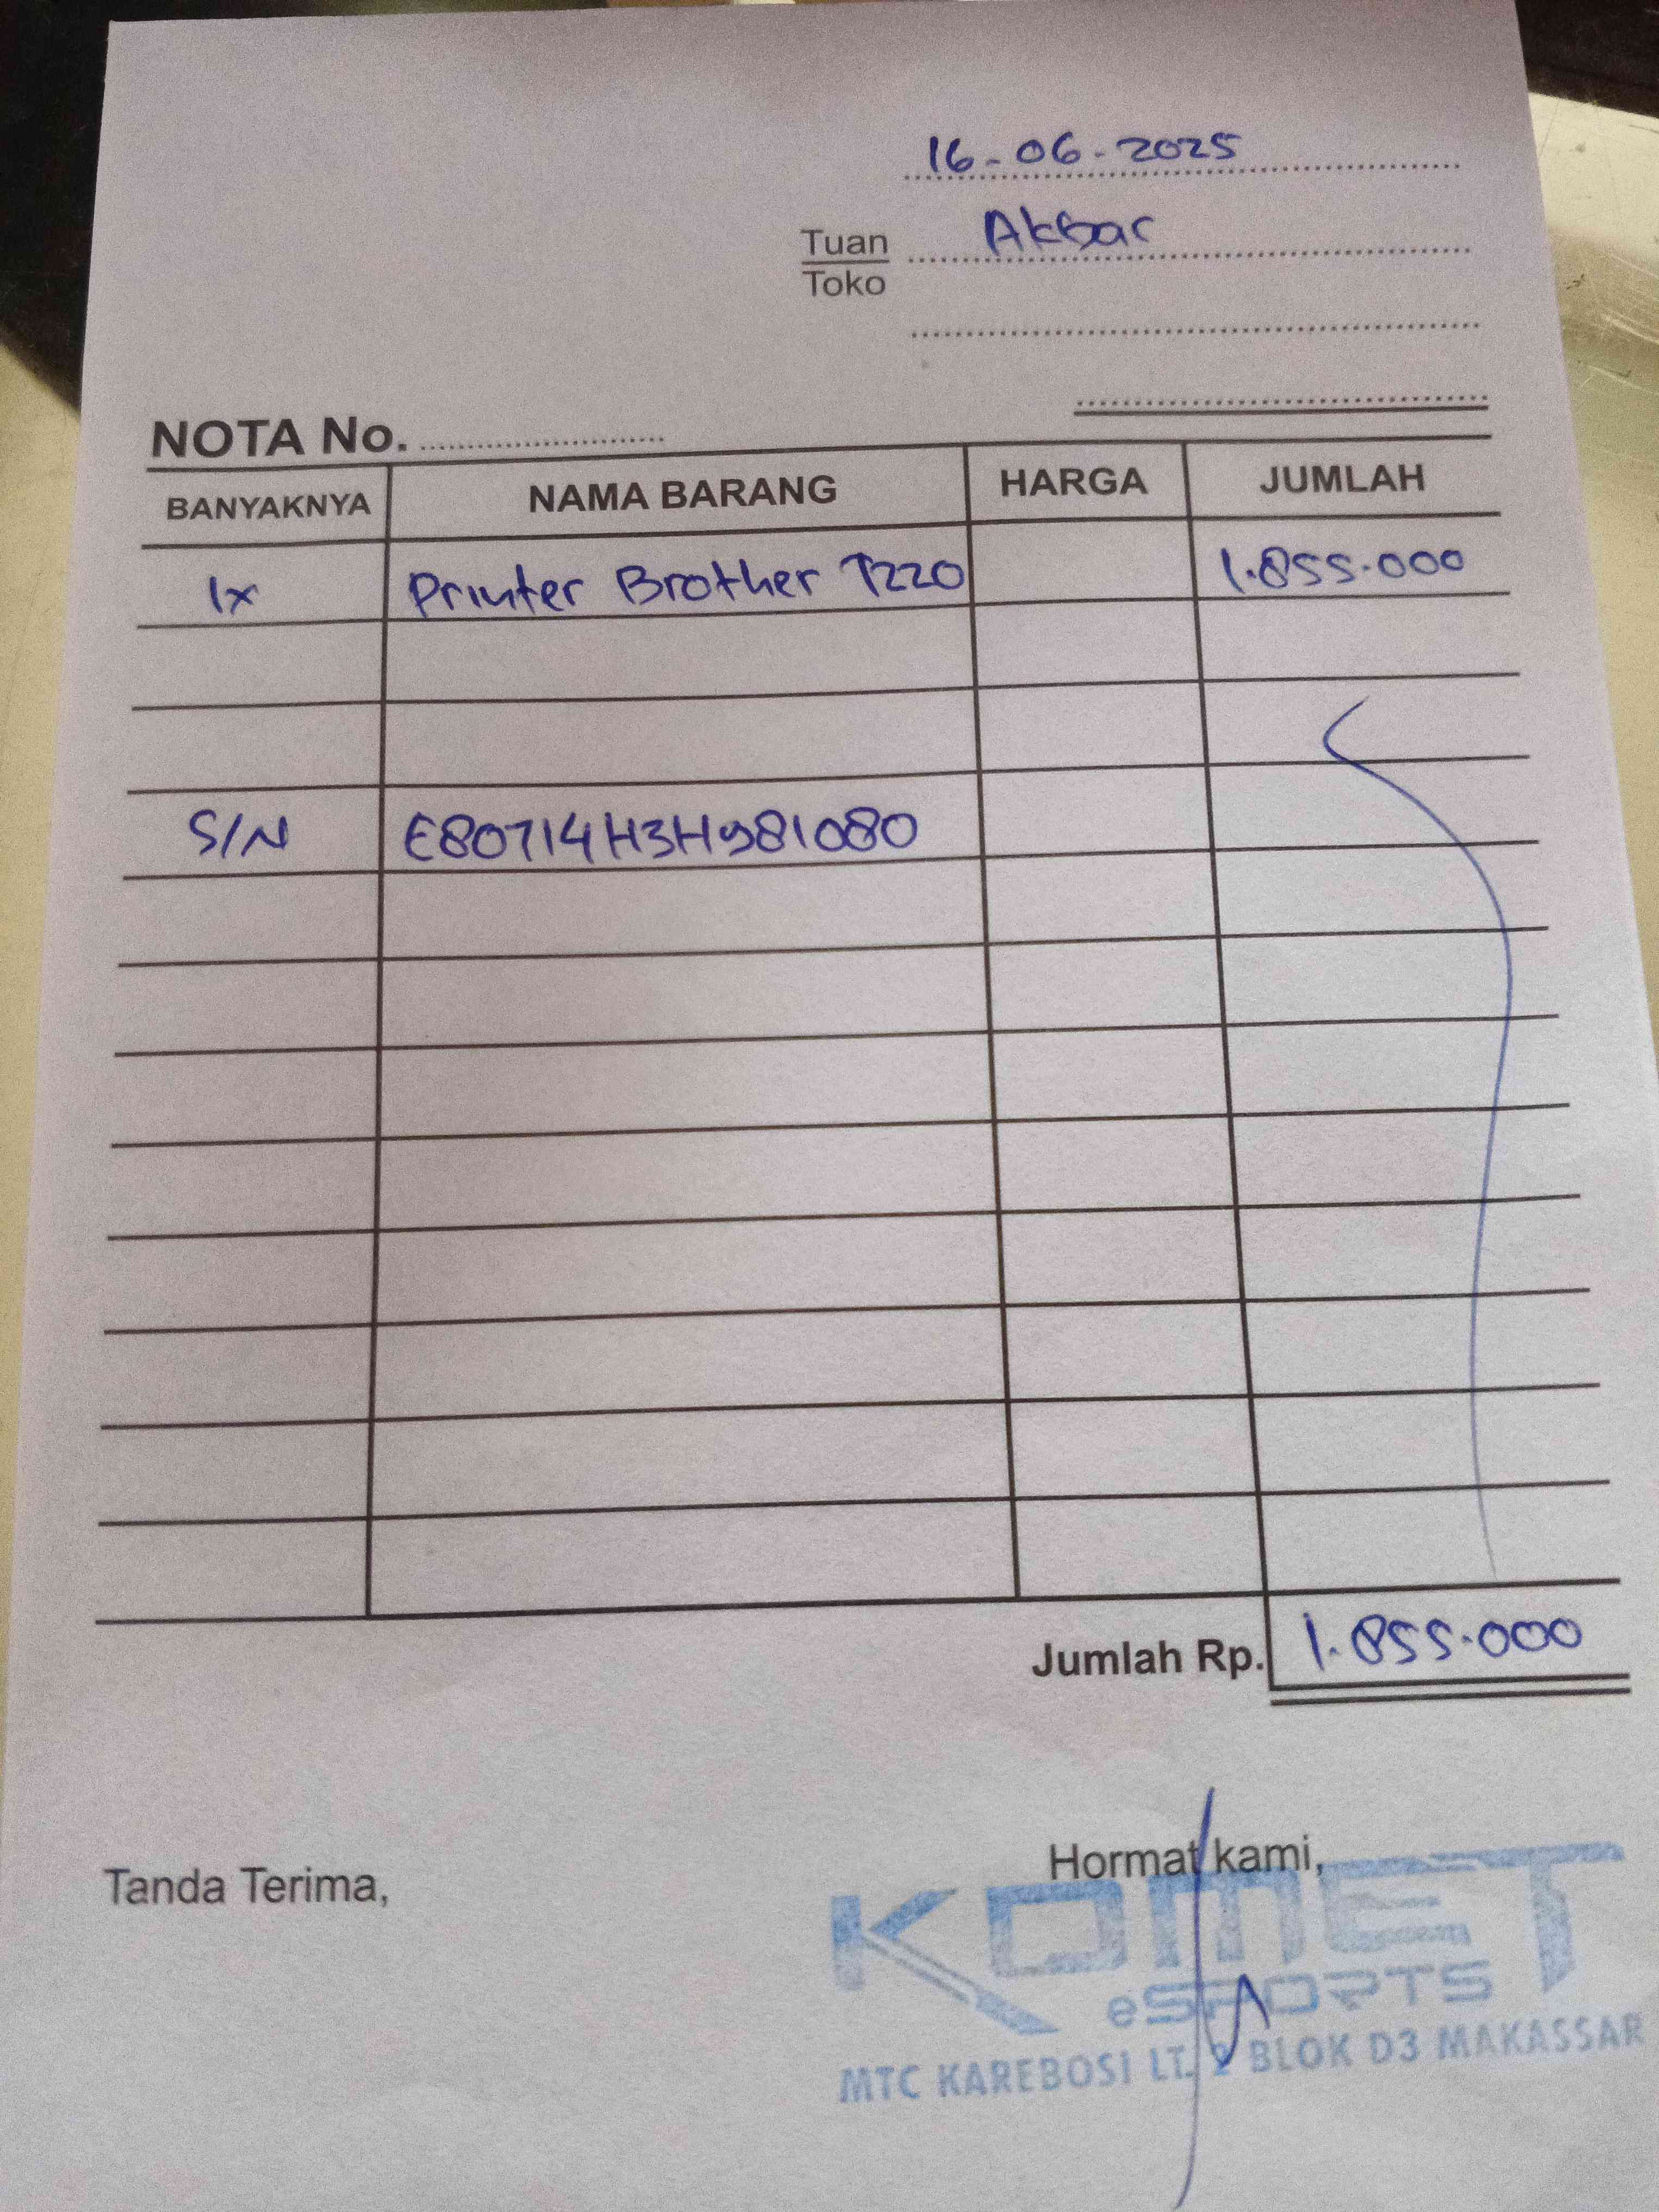 16-06-2025
Tuan Akbar
Toko
NOTA No.
BANYAKNYA NAMA BARANG HARGA JUMLAH
1x Printer Brother T220 1.855.000
S/N E80714H3H981080
Jumlah Rp. 1.855.000
Tanda Terima, Hormat kami,
KOMET
eSPORTS
MTC KAREBOSI LT. 2 BLOK D3 MAKASSAR